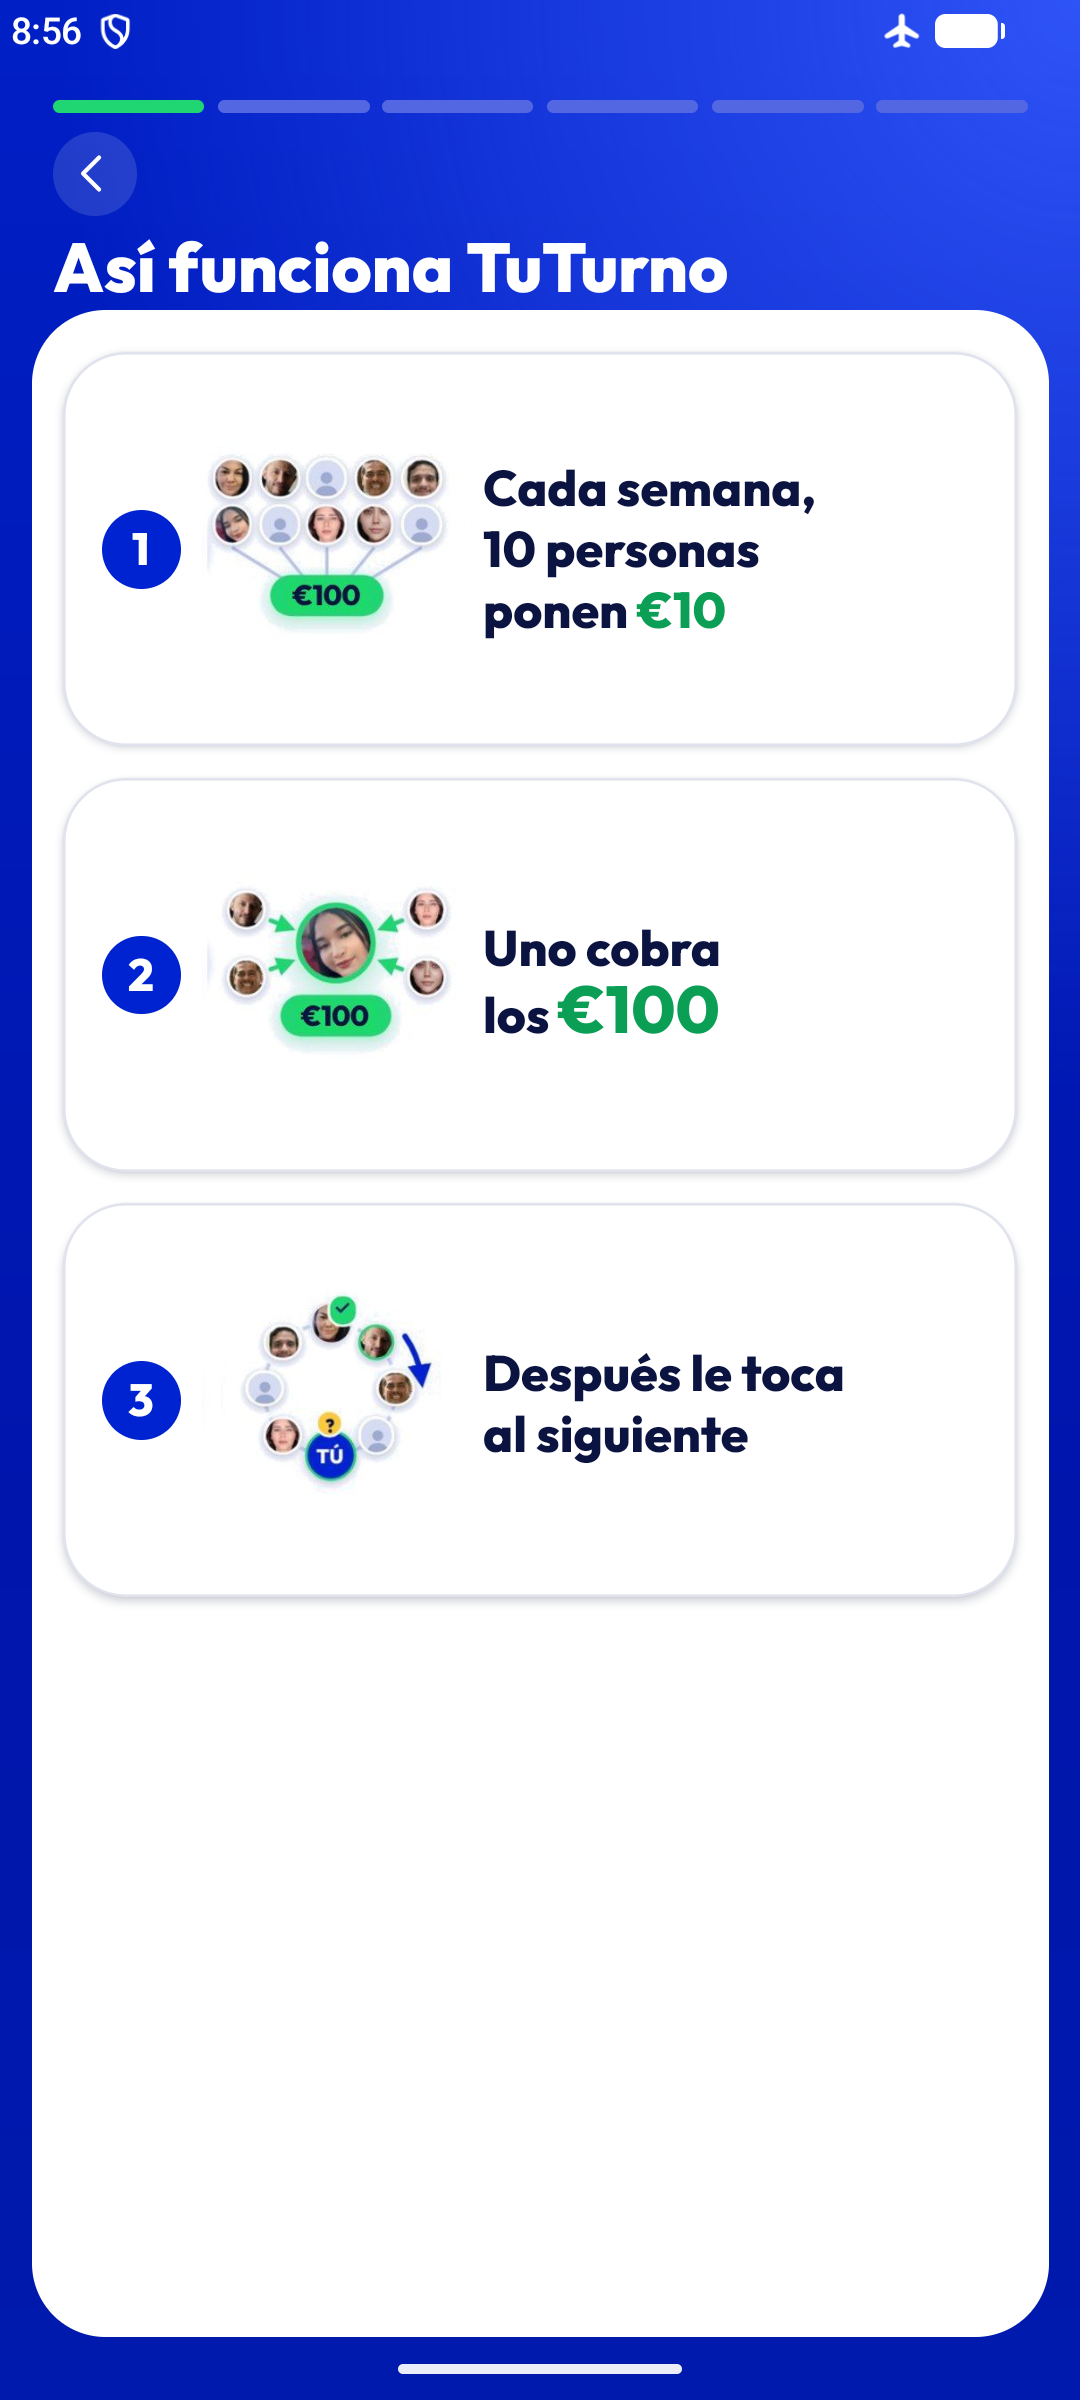 8:56
Así funciona TuTurno
1
€100
Cada semana,
10 personas
ponen €10
2
€100
Uno cobra
los €100
3
?
TÚ
Después le toca
al siguiente